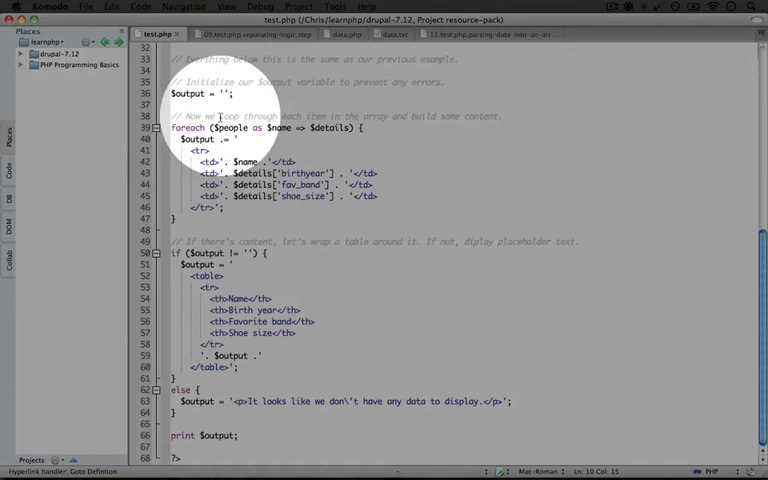 Komodo File Edit Code Navigation View Project Tools Window Help
test.php (/Chris/learnphp/drupal-7.12, Project resource-pack)
Places
test.php
09.test.php.separating-logic.step
data.php
data.txt
11.test.php.parsing-data-into-an-arr...
learnphp
drupal-7.12
PHP Programming Basics
Places
Code
DB
DOM
Collab
32
33 // Everthing below this is the same as our previous example.
34
35 // Initialize our $output variable to prevent any errors.
36 $output = '';
37
38 // Now we loop through each item in the array and build some content.
39 foreach ($people as $name => $details) {
40 $output .= '
41 <tr>
42 <td>'. $name .'</td>
43 <td>'. $details['birthyear'] . '</td>
44 <td>'. $details['fav_band'] . '</td>
45 <td>'. $details['shoe_size'] . '</td>
46 </tr>';
47 }
48
49 // If there's content, let's wrap a table around it. If not, diplay placeholder text.
50 if ($output != '') {
51 $output = '
52 <table>
53 <tr>
54 <th>Name</th>
55 <th>Birth year</th>
56 <th>Favorite band</th>
57 <th>Shoe size</th>
58 </tr>
59 '. $output .'
60 </table>';
61 }
62 else {
63 $output = '<p>It looks like we don\'t have any data to display.</p>';
64 }
65
66 print $output;
67
68 ?>
Projects
Hyperlink handler: Goto Defintion
Mac-Roman
Ln: 10 Col: 15
PHP